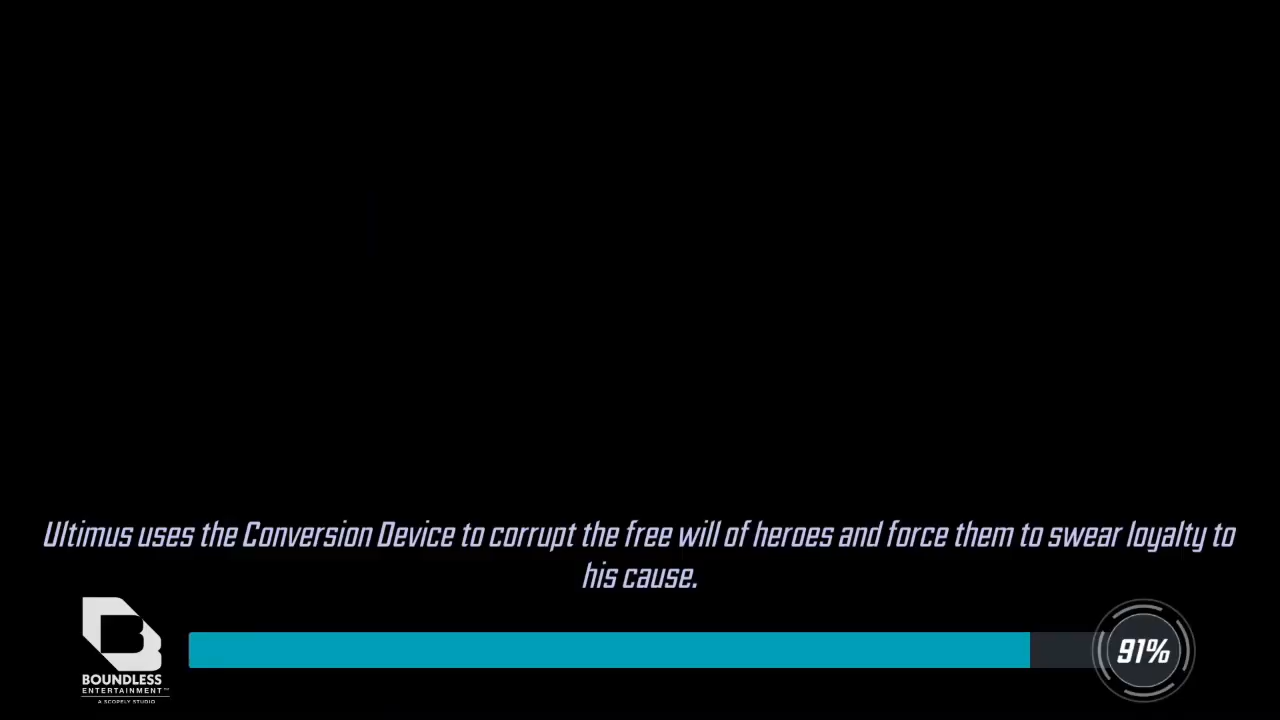 Ultimus uses the Conversion Device to corrupt the free will of heroes and force them to swear loyalty to
his cause.
91%
BOUNDLESS
ENTERTAINMENT™
A SCOPELY STUDIO